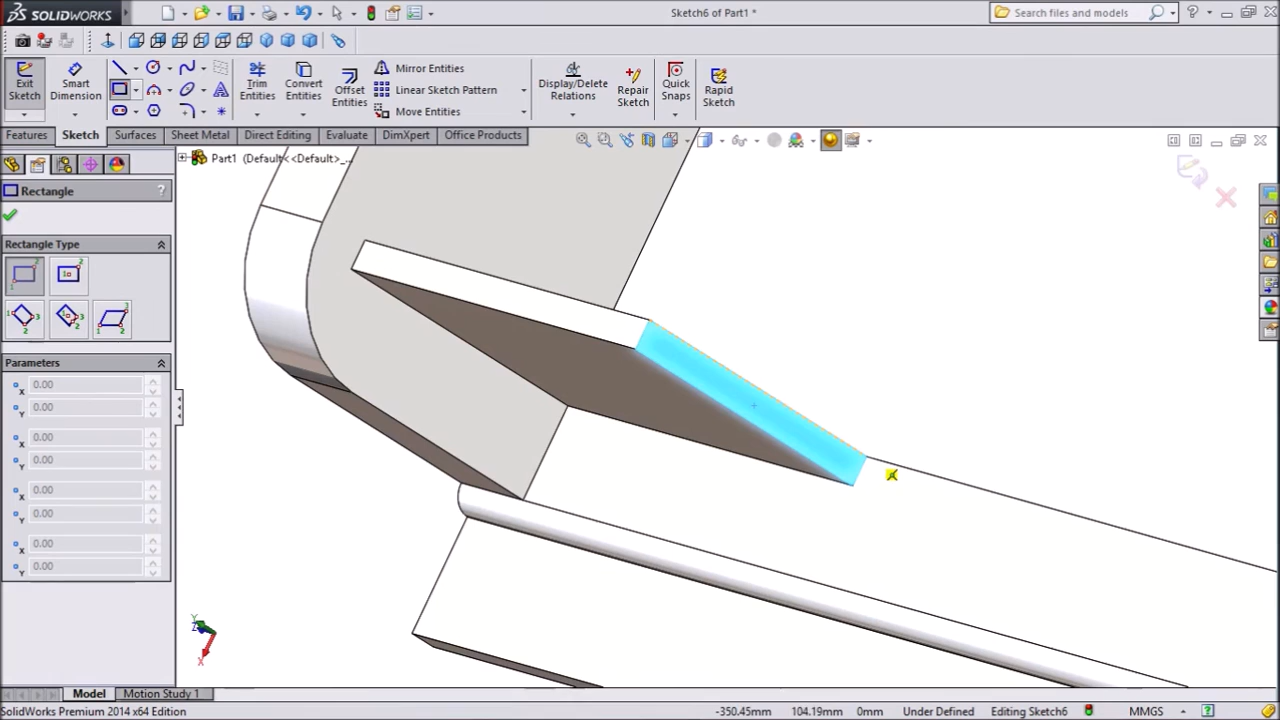 SOLIDWORKS
Sketch6 of Part1 *
Search files and models
Exit Sketch
Smart Dimension
Trim Entities
Convert Entities
Offset Entities
Mirror Entities
Linear Sketch Pattern
Move Entities
Display/Delete Relations
Repair Sketch
Quick Snaps
Rapid Sketch
Features
Sketch
Surfaces
Sheet Metal
Direct Editing
Evaluate
DimXpert
Office Products
Part1 (Default<<Default>_...
Rectangle
?
Rectangle Type
Parameters
x 0.00
Y 0.00
x 0.00
Y 0.00
x 0.00
Y 0.00
x 0.00
Y 0.00
Y
Z
X
Model
Motion Study 1
SolidWorks Premium 2014 x64 Edition
-350.45mm
104.19mm
0mm
Under Defined
Editing Sketch6
MMGS